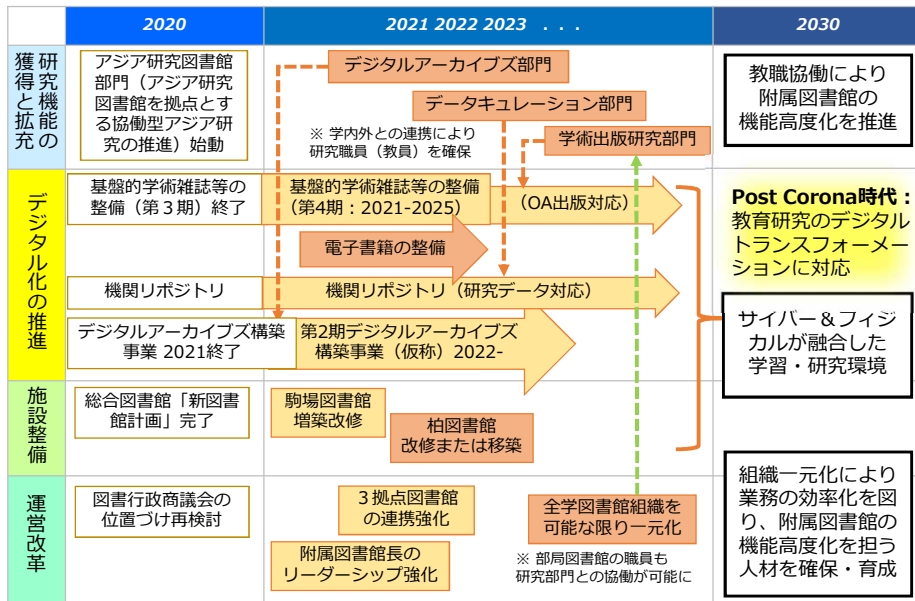 2020
2021 2022 2023 . . .
2030
研究機能の
獲得と拡充
アジア研究図書館
部門（アジア研究
図書館を拠点とす
る協働型アジア研
究の推進）始動
デジタルアーカイブズ部門
データキュレーション部門
※ 学内外との連携により
研究職員（教員）を確保
学術出版研究部門
教職協働により
附属図書館の
機能高度化を推進
デジタル化の推進
基盤的学術雑誌等の
整備（第３期）終了
基盤的学術雑誌等の整備
（第4期：2021-2025）
（OA出版対応）
電子書籍の整備
機関リポジトリ
機関リポジトリ（研究データ対応）
デジタルアーカイブズ構築
事業 2021終了
第2期デジタルアーカイブズ
構築事業（仮称）2022-
Post Corona時代：
教育研究のデジタル
トランスフォーメー
ションに対応
サイバー＆フィジ
カルが融合した
学習・研究環境
施設整備
総合図書館「新図書
館計画」完了
駒場図書館
増築改修
柏図書館
改修または移築
運営改革
図書行政商議会の
位置づけ再検討
３拠点図書館
の連携強化
附属図書館長の
リーダーシップ強化
全学図書館組織を
可能な限り一元化
※ 部局図書館の職員も
研究部門との協働が可能に
組織一元化により
業務の効率化を図
り、附属図書館の
機能高度化を担う
人材を確保・育成